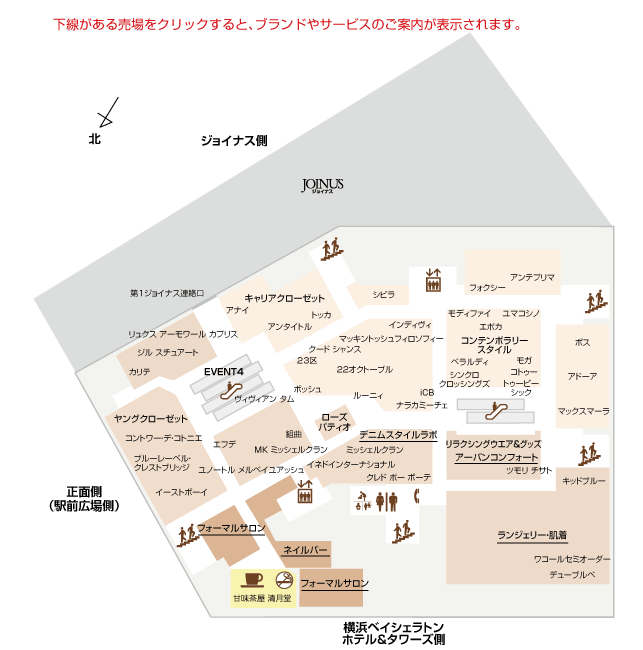 下線がある売場をクリックすると、ブランドやサービスのご案内が表示されます。
北
ジョイナス側
JOINUS
ジョイナス
第1ジョイナス連絡口
キャリアクローゼット
アナイ
トッカ
アンタイトル
シビラ
アンテプリマ
フォクシー
リュクス アーモワール カプリス
ジル スチュアート
カリテ
EVENT4
ヴィヴィアン タム
インディヴィ
マッキントッシュフィロソフィー
クード シャンス
23区
22オクトーブル
ボッシュ
ルーニィ
iCB
ナラカミーチェ
モディファイ
ユマコシノ
エポカ
コンテンポラリー
スタイル
ベラルディ
モガ
シンクロ
クロッシングズ
コトゥー
トゥービー
シック
ボス
アドーア
マックスマーラ
ヤングクローゼット
コントワーデ・コトニエ
ブルーレーベル・
クレストブリッジ
イーストボーイ
エフデ
組曲
MK ミッシェルクラン
ユノートル メルベイユアッシュ
ローズ
パティオ
デニムスタイルラボ
ミッシェルクラン
イネドインターナショナル
クレド ボー ボーテ
リラクシングウエア&グッズ
アーバンコンフォート
ツモリ チサト
キッドブルー
正面側
(駅前広場側)
フォーマルサロン
ネイルバー
フォーマルサロン
甘味茶屋 清月堂
ランジェリー・肌着
ワコールセミオーダー
デューブルベ
横浜ベイシェラトン
ホテル&タワーズ側